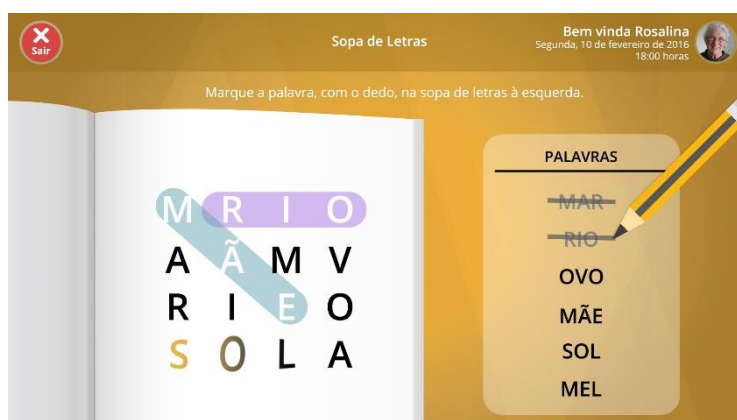 Sair
Sopa de Letras
Bem vinda Rosalina
Segunda, 10 de fevereiro de 2016
18:00 horas
Marque a palavra, com o dedo, na sopa de letras à esquerda.
M R I O
A Ã M V
R I E O
S O L A
PALAVRAS
MAR
RIO
OVO
MÃE
SOL
MEL